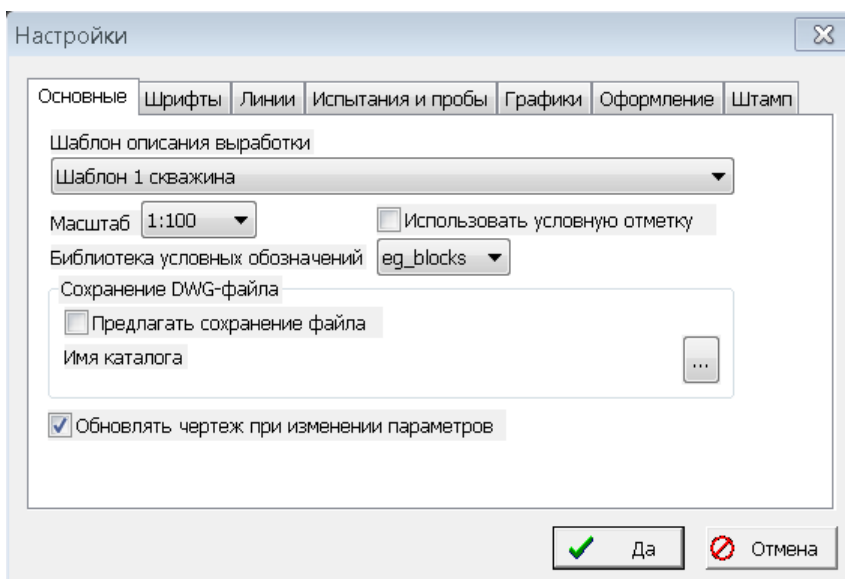 Настройки
Основные Шрифты Линии Испытания и пробы Графики Оформление Штамп
Шаблон описания выработки
Шаблон 1 скважина
Масштаб 1:100 Использовать условную отметку
Библиотека условных обозначений eg_blocks
Сохранение DWG-файла
Предлагать сохранение файла
Имя каталога ...
Обновлять чертеж при изменении параметров
Да Отмена